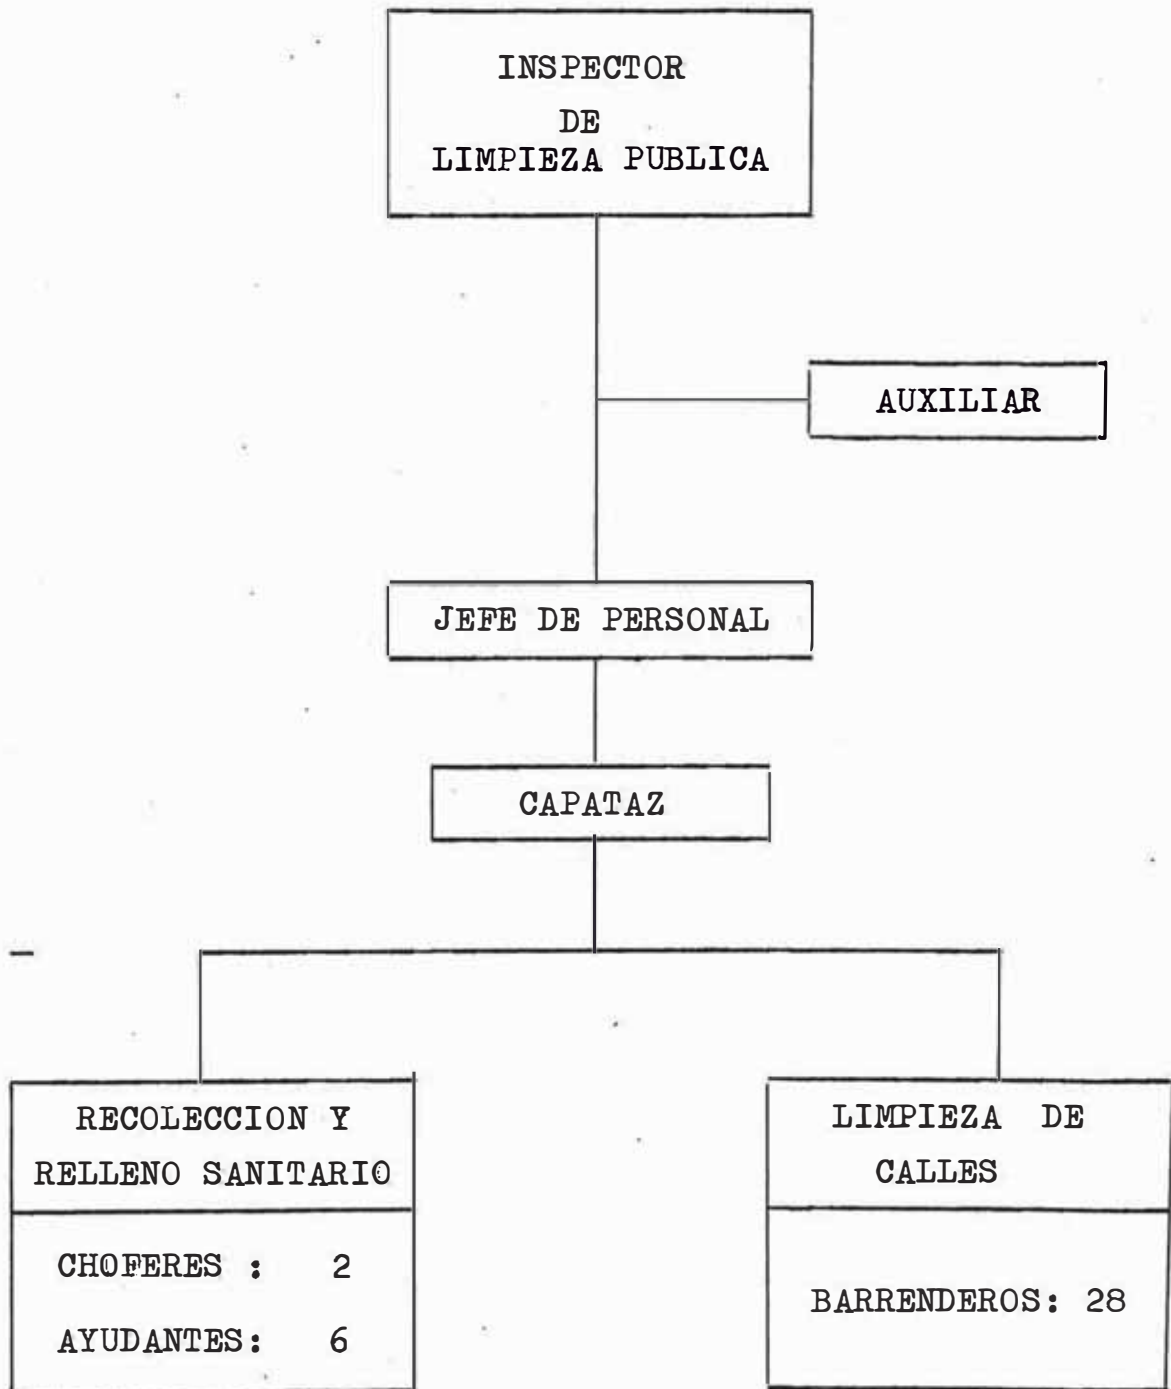 INSPECTOR
DE
LIMPIEZA PUBLICA
AUXILIAR
JEFE DE PERSONAL
CAPATAZ
RECOLECCION Y
RELLENO SANITARIO
CHOFERES : 2
AYUDANTES: 6
LIMPIEZA DE
CALLES
BARRENDEROS: 28